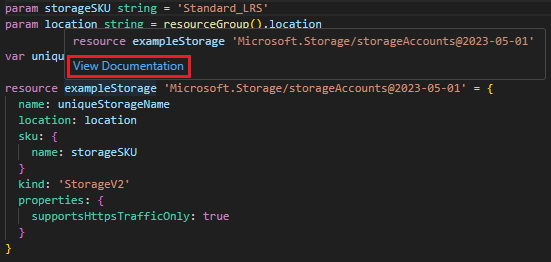 param storageSKU string = 'Standard_LRS'
param location string = resourceGroup().location
resource exampleStorage 'Microsoft.Storage/storageAccounts@2023-05-01'
var uniqu
View Documentation
resource exampleStorage 'Microsoft.Storage/storageAccounts@2023-05-01' = {
  name: uniqueStorageName
  location: location
  sku: {
    name: storageSKU
  }
  kind: 'StorageV2'
  properties: {
    supportsHttpsTrafficOnly: true
  }
}